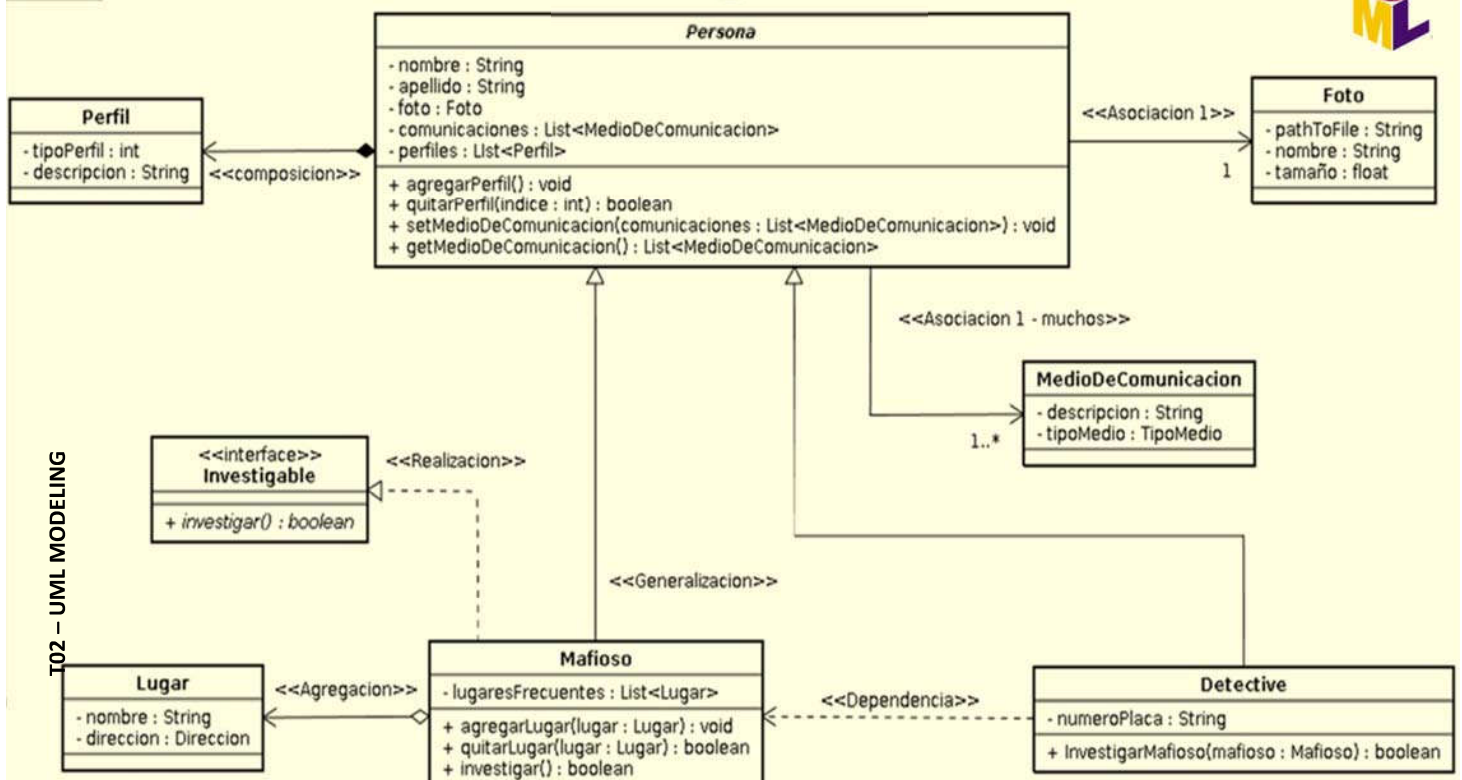 ML
Persona
- nombre : String
- apellido : String
- foto : Foto
- comunicaciones : List<MedioDeComunicacion>
- perfiles : LIst<Perfil>
+ agregarPerfil() : void
+ quitarPerfil(indice : int) : boolean
+ setMedioDeComunicacion(comunicaciones : List<MedioDeComunicacion>) : void
+ getMedioDeComunicacion() : List<MedioDeComunicacion>
Perfil
- tipoPerfil : int
- descripcion : String
<<composicion>>
<<Asociacion 1>>
1
Foto
- pathToFile : String
- nombre : String
- tamaño : float
<<Asociacion 1 - muchos>>
1..*
MedioDeComunicacion
- descripcion : String
- tipoMedio : TipoMedio
<<interface>>
Investigable
+ investigar() : boolean
<<Realizacion>>
<<Generalizacion>>
T02 – UML MODELING
Lugar
- nombre : String
- direccion : Direccion
<<Agregacion>>
Mafioso
- lugaresFrecuentes : List<Lugar>
+ agregarLugar(lugar : Lugar) : void
+ quitarLugar(lugar : Lugar) : boolean
+ investigar() : boolean
<<Dependencia>>
Detective
- numeroPlaca : String
+ InvestigarMafioso(mafioso : Mafioso) : boolean